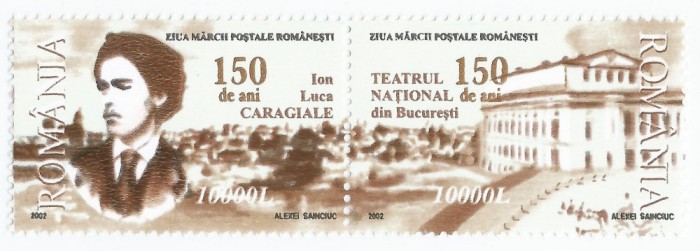 ROMÂNIA
ZIUA MĂRCII POȘTALE ROMÂNEȘTI
150
de ani
Ion
Luca
CARAGIALE
10000L
2002
ALEXEI SAINCIUC
ZIUA MĂRCII POȘTALE ROMÂNEȘTI
TEATRUL 150
NAȚIONAL de ani
din București
10000L
2002
ALEXEI SAINCIUC
ROMÂNIA